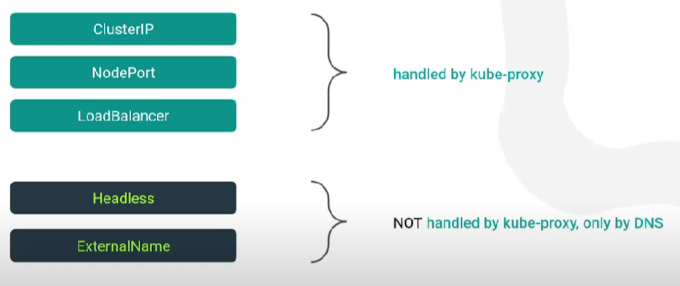 ClusterIP
NodePort
handled by kube-proxy
LoadBalancer
Headless
NOT handled by kube-proxy, only by DNS
ExternalName